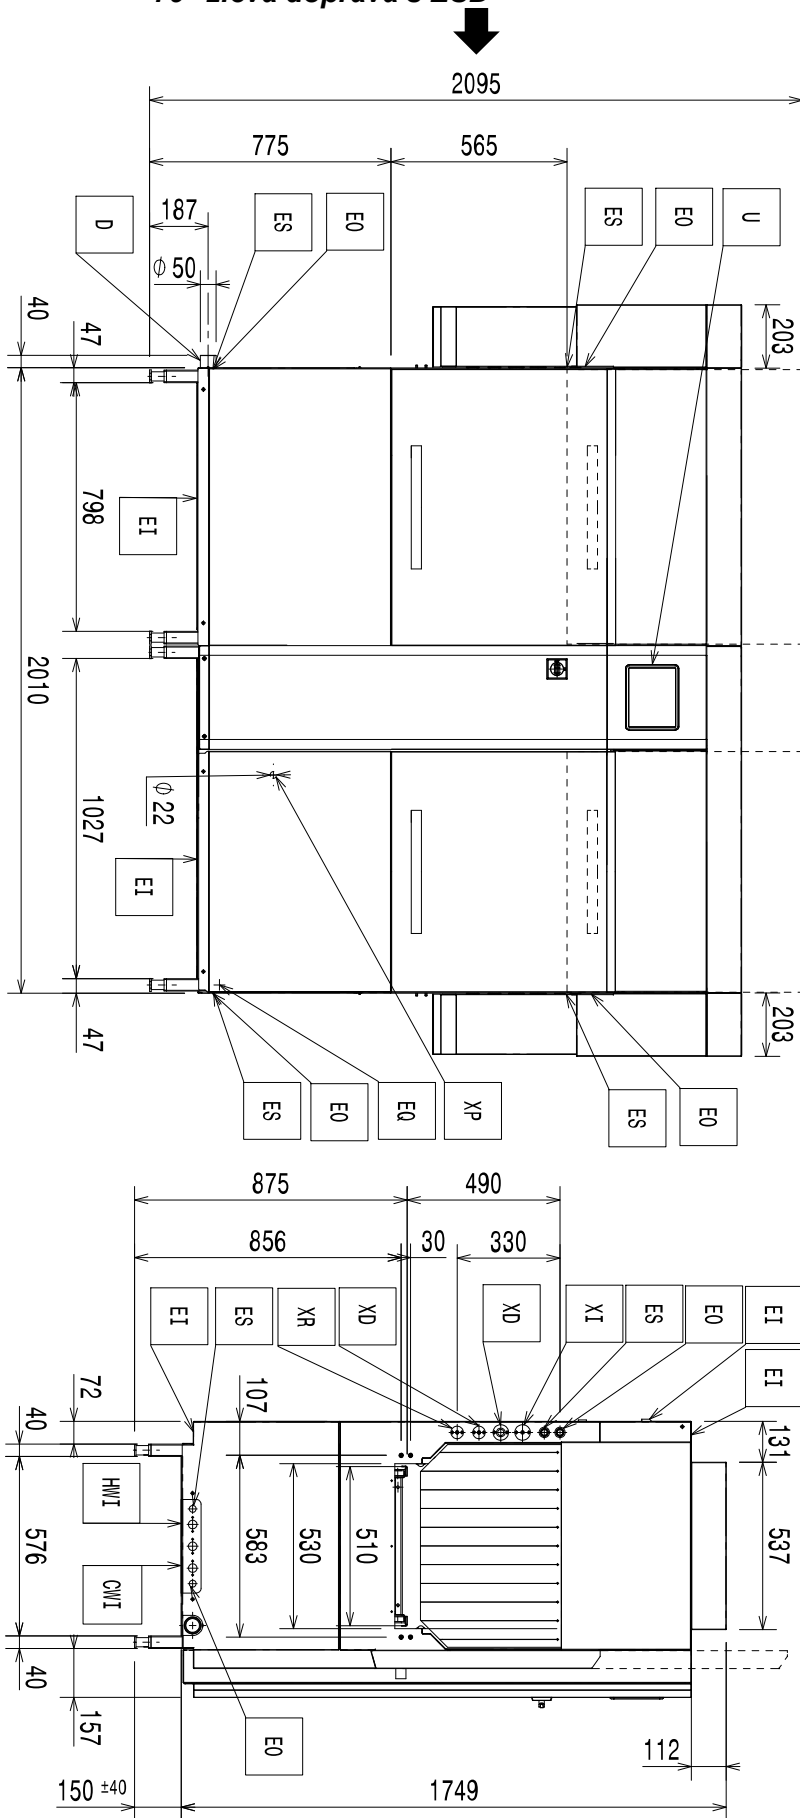 2095
775
565
187
D
ES
EO
ES
EO
U
ϕ 50
40
47
203
798
EI
2010
ϕ 22
1027
EI
47
203
ES
EO
EQ
XP
ES
EO
875
490
856
30
330
EI
ES
XR
XD
XD
XI
ES
EO
EI
EI
72
107
131
40
HWI
576
583
530
510
537
CWI
40
157
EO
112
150 ±40
1749